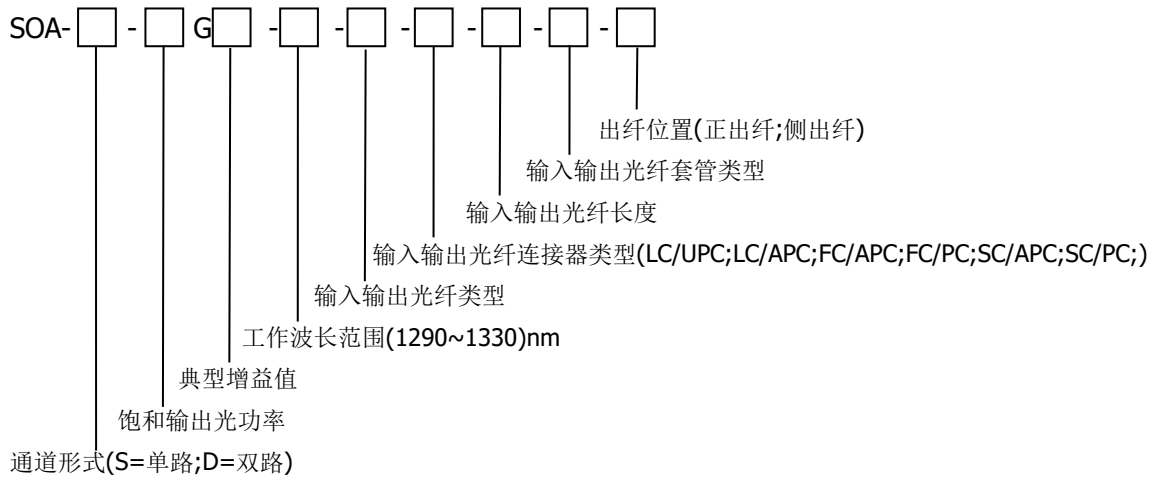 SOA- - G - - - - - -
出纤位置(正出纤;侧出纤)
输入输出光纤套管类型
输入输出光纤长度
输入输出光纤连接器类型(LC/UPC;LC/APC;FC/APC;FC/PC;SC/APC;SC/PC;)
输入输出光纤类型
工作波长范围(1290~1330)nm
典型增益值
饱和输出光功率
通道形式(S=单路;D=双路)